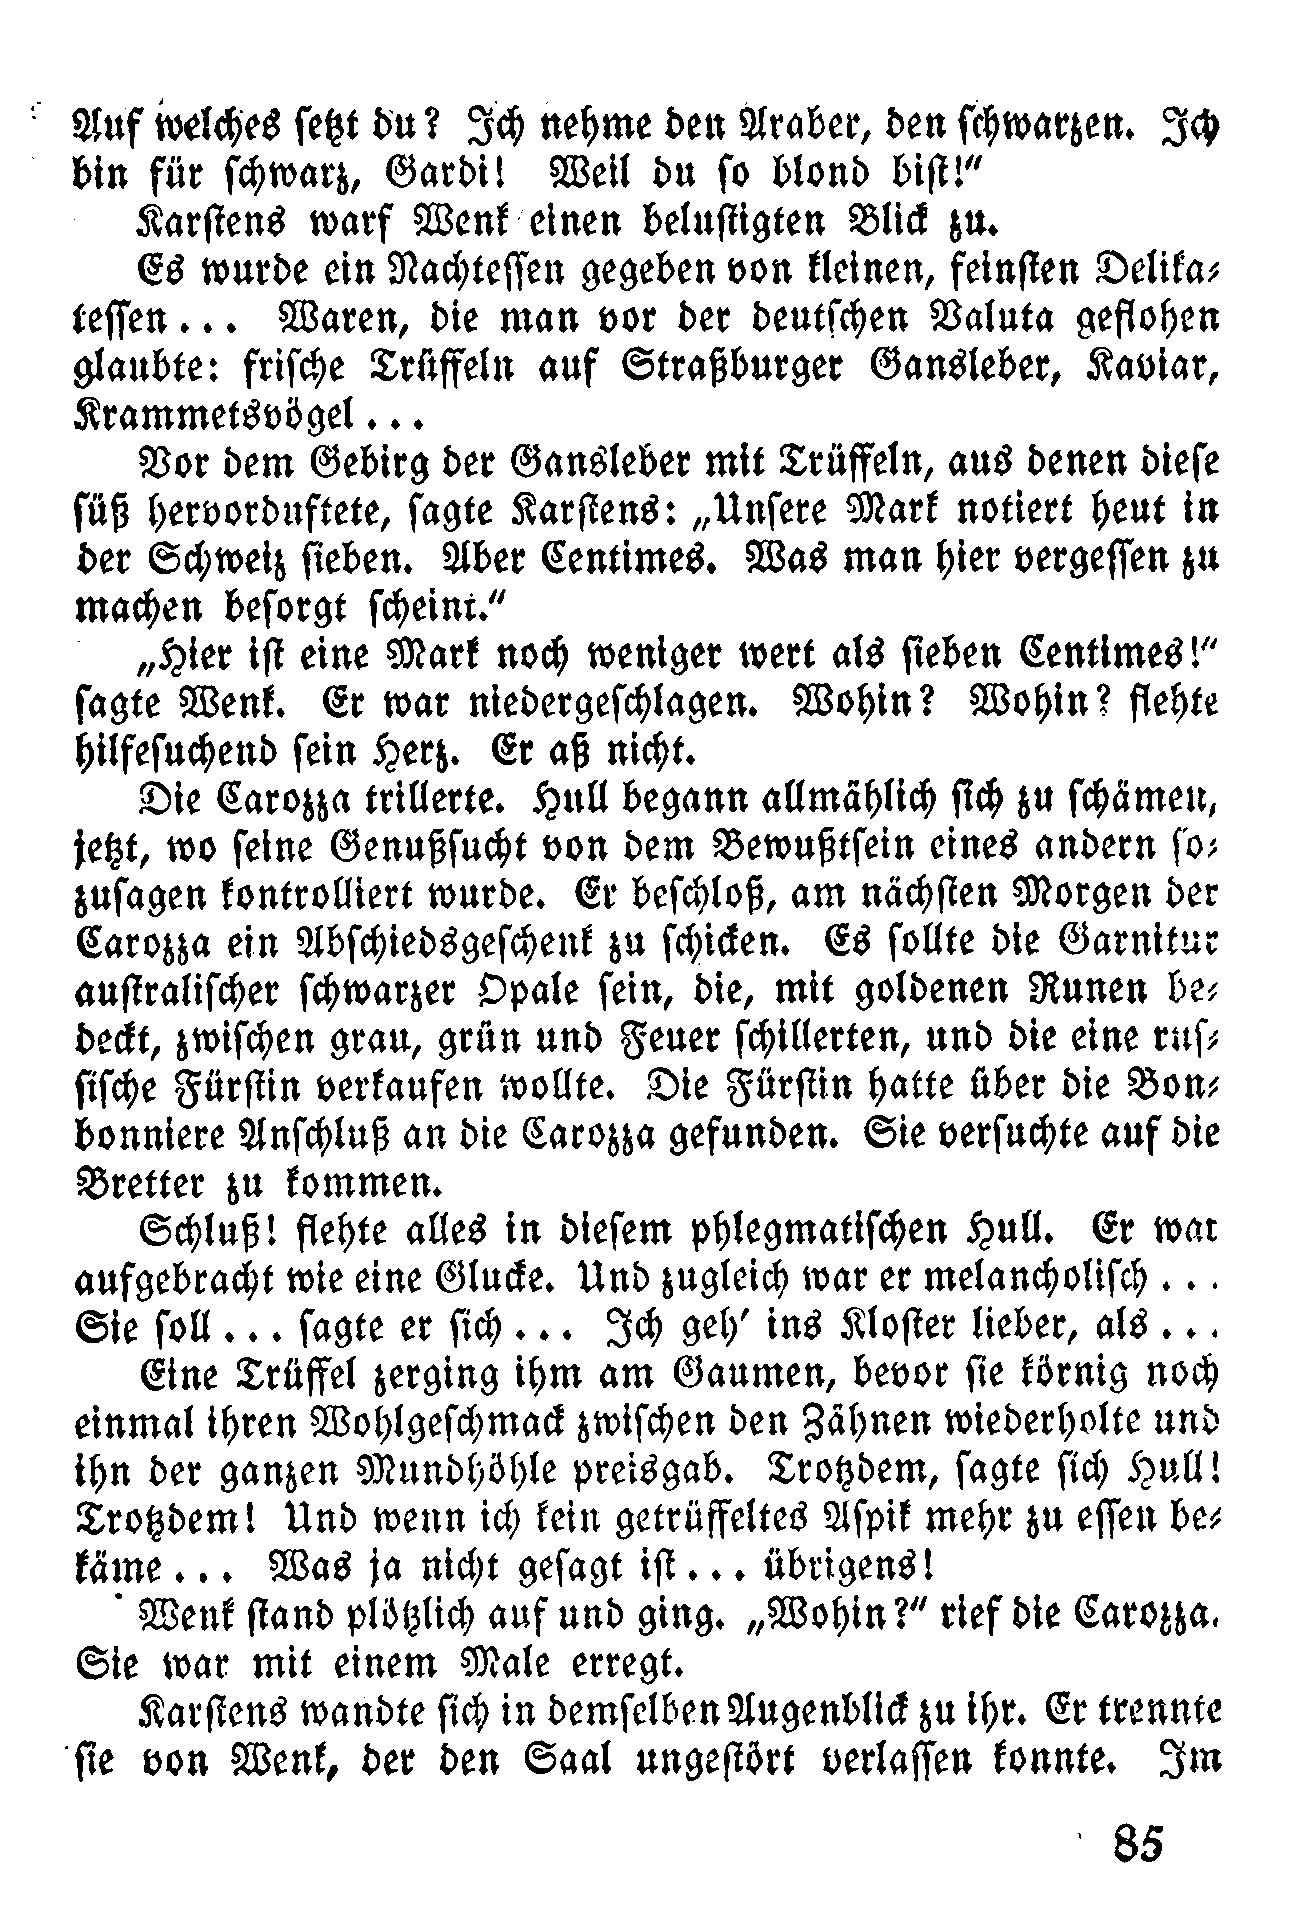 Auf welches setzt du? Ich nehme den Araber, den schwarzen. Ich
bin für schwarz, Gardi! Weil du so blond bist!“
Karstens warf Wenk einen belustigten Blick zu.
Es wurde ein Nachtessen gegeben von kleinen, feinsten Delika-
tessen... Waren, die man vor der deutschen Valuta geflohen
glaubte: frische Trüffeln auf Straßburger Gansleber, Kaviar,
Krammetsvögel...
Vor dem Gebirg der Gansleber mit Trüffeln, aus denen diese
süß hervorduftete, sagte Karstens: „Unsere Mark notiert heut in
der Schweiz sieben. Aber Centimes. Was man hier vergessen zu
machen besorgt scheint.“
„Hier ist eine Mark noch weniger wert als sieben Centimes!“
sagte Wenk. Er war niedergeschlagen. Wohin? Wohin? flehte
hilfesuchend sein Herz. Er aß nicht.
Die Carozza trillerte. Hull begann allmählich sich zu schämen,
jetzt, wo seine Genußsucht von dem Bewußtsein eines andern so-
zusagen kontrolliert wurde. Er beschloß, am nächsten Morgen der
Carozza ein Abschiedsgeschenk zu schicken. Es sollte die Garnitur
australischer schwarzer Opale sein, die, mit goldenen Runen be-
deckt, zwischen grau, grün und Feuer schillerten, und die eine rus-
sische Fürstin verkaufen wollte. Die Fürstin hatte über die Bon-
bonniere Anschluß an die Carozza gefunden. Sie versuchte auf die
Bretter zu kommen.
Schluß! flehte alles in diesem phlegmatischen Hull. Er war
aufgebracht wie eine Glucke. Und zugleich war er melancholisch...
Sie soll... sagte er sich... Ich geh’ ins Kloster lieber, als...
Eine Trüffel zerging ihm am Gaumen, bevor sie körnig noch
einmal ihren Wohlgeschmack zwischen den Zähnen wiederholte und
ihn der ganzen Mundhöhle preisgab. Trotzdem, sagte sich Hull!
Trotzdem! Und wenn ich kein getrüffeltes Aspik mehr zu essen be-
käme... Was ja nicht gesagt ist... übrigens!
Wenk stand plötzlich auf und ging. „Wohin?“ rief die Carozza.
Sie war mit einem Male erregt.
Karstens wandte sich in demselben Augenblick zu ihr. Er trennte
sie von Wenk, der den Saal ungestört verlassen konnte. Im
85